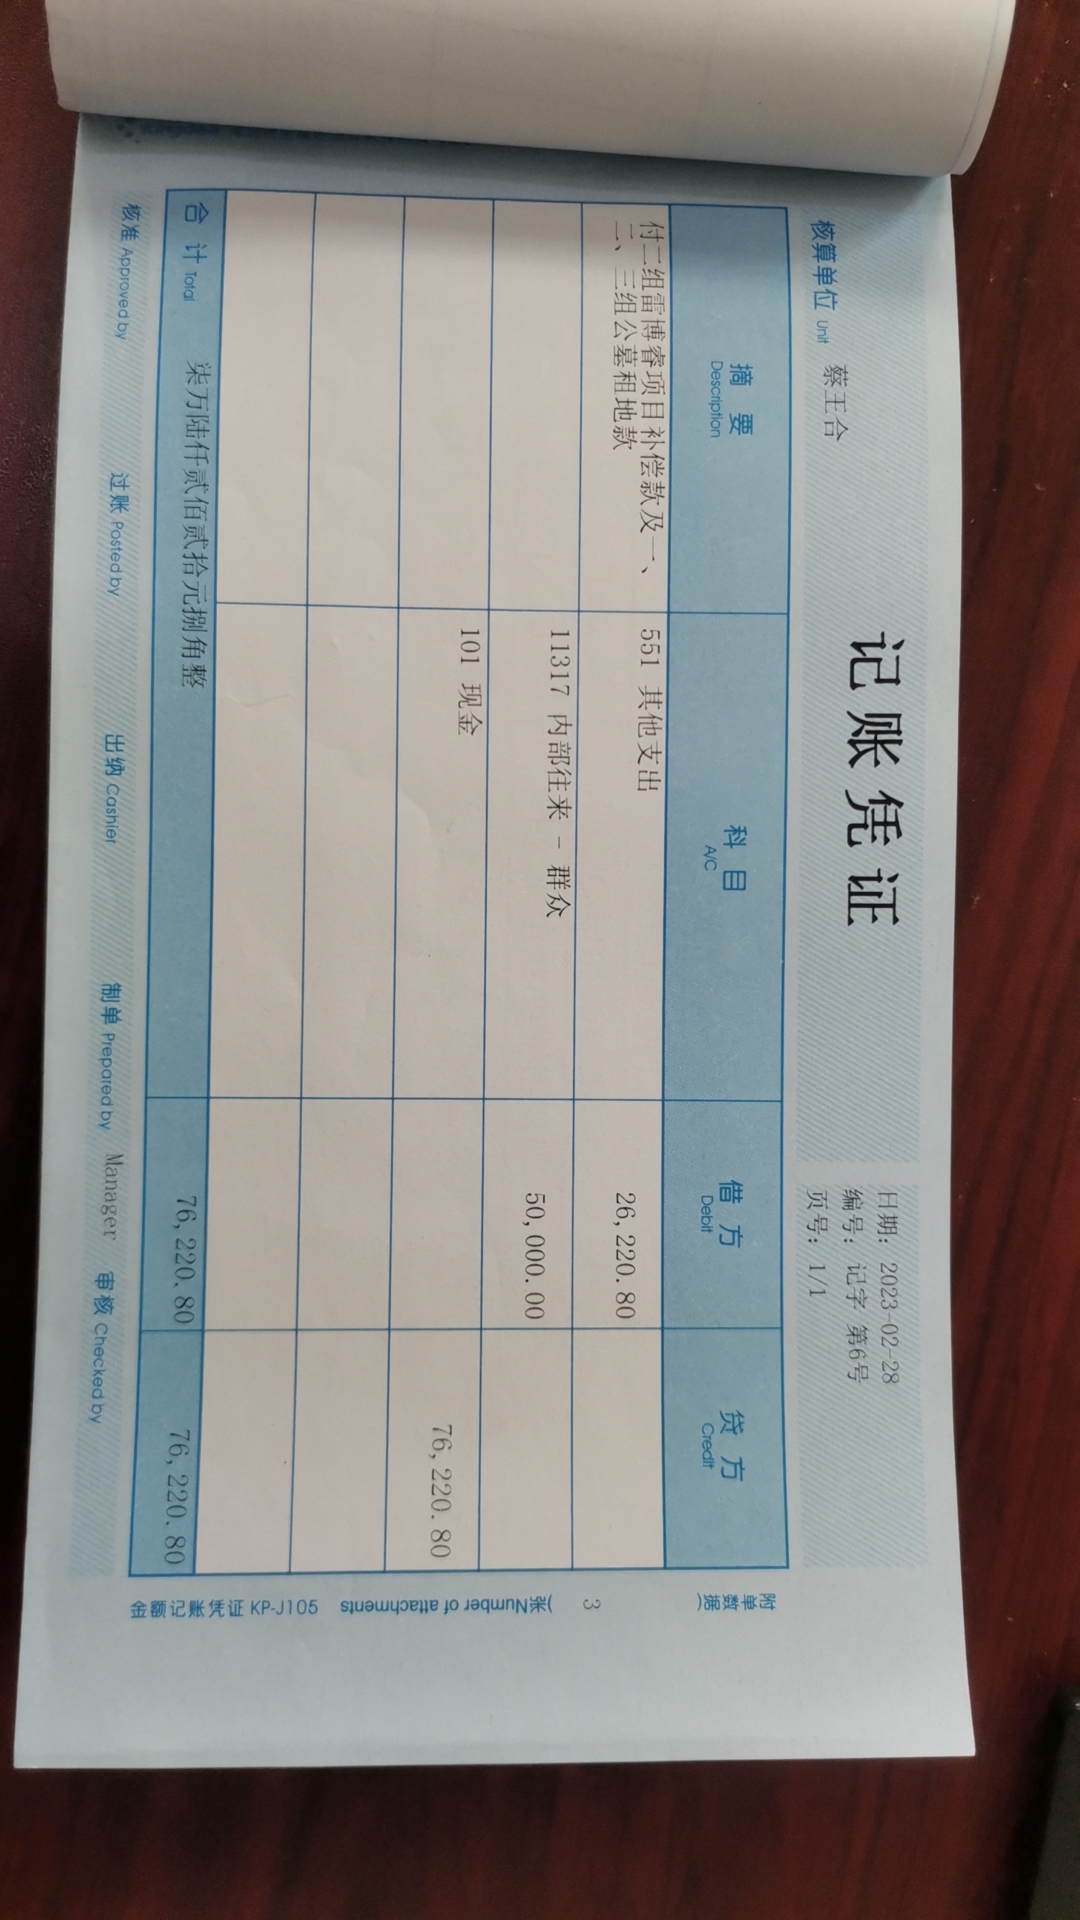 记账凭证
日期: 2023-02-28
编号: 记字 第6号
核算单位 Unit 蔡王合
页号: 1/1
摘要 Description 科目 A/C 借方 Debit 贷方 Credit
付二组雷博睿项目补偿款及一、
二、三组公墓租地款 551 其他支出 26,220.80
11317 内部往来 - 群众 50,000.00
101 现金 76,220.80
合计 Total 柒万陆仟贰佰贰拾元捌角整 76,220.80 76,220.80
核准 Approved by 过账 Posted by 出纳 Cashier 制单 Prepared by Manager 审核 Checked by
附单据数( 3 )张Number of attachments
金额记账凭证 KP-J105